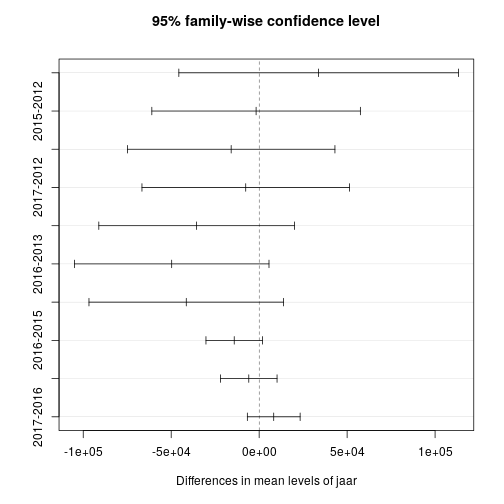 95% family-wise confidence level
2015-2012
2017-2012
2016-2013
2016-2015
2017-2016
-1e+05 -5e+04 0e+00 5e+04 1e+05
Differences in mean levels of jaar